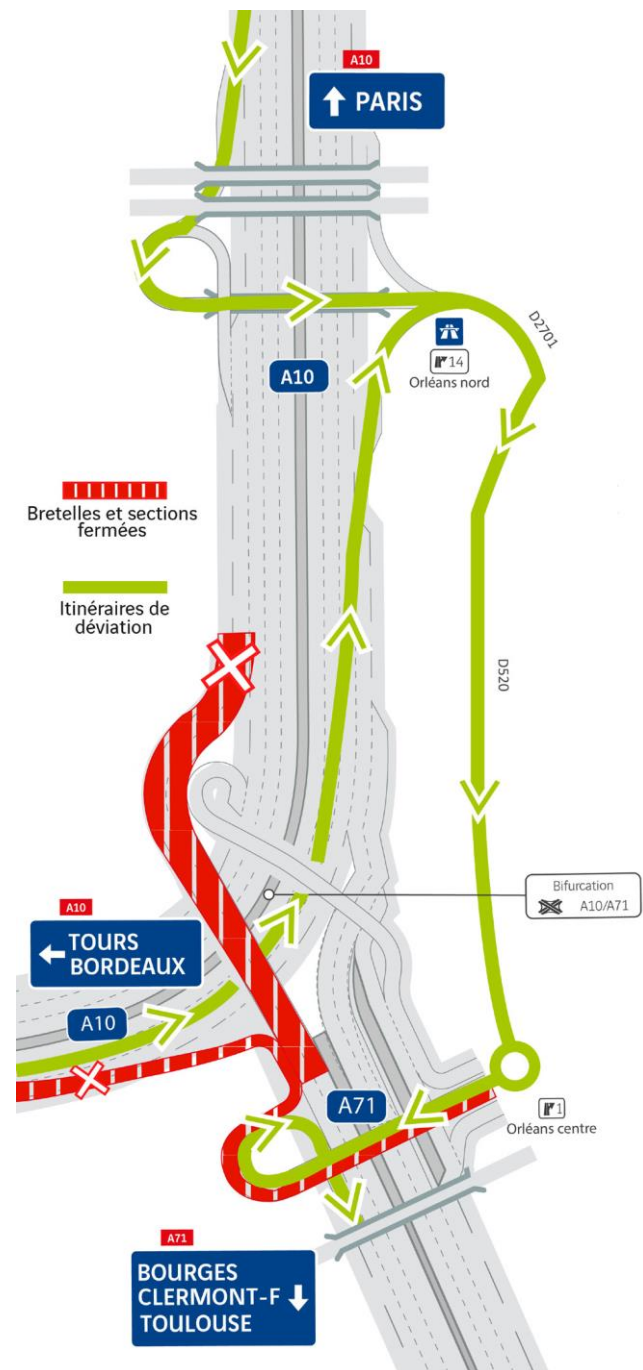 A10
PARIS
D2701
14
Orléans nord
A10
Bretelles et sections
fermées
Itinéraires de
déviation
D520
Bifurcation
A10/A71
A10
TOURS
BORDEAUX
A10
A71
1
Orléans centre
A71
BOURGES
CLERMONT-F
TOULOUSE